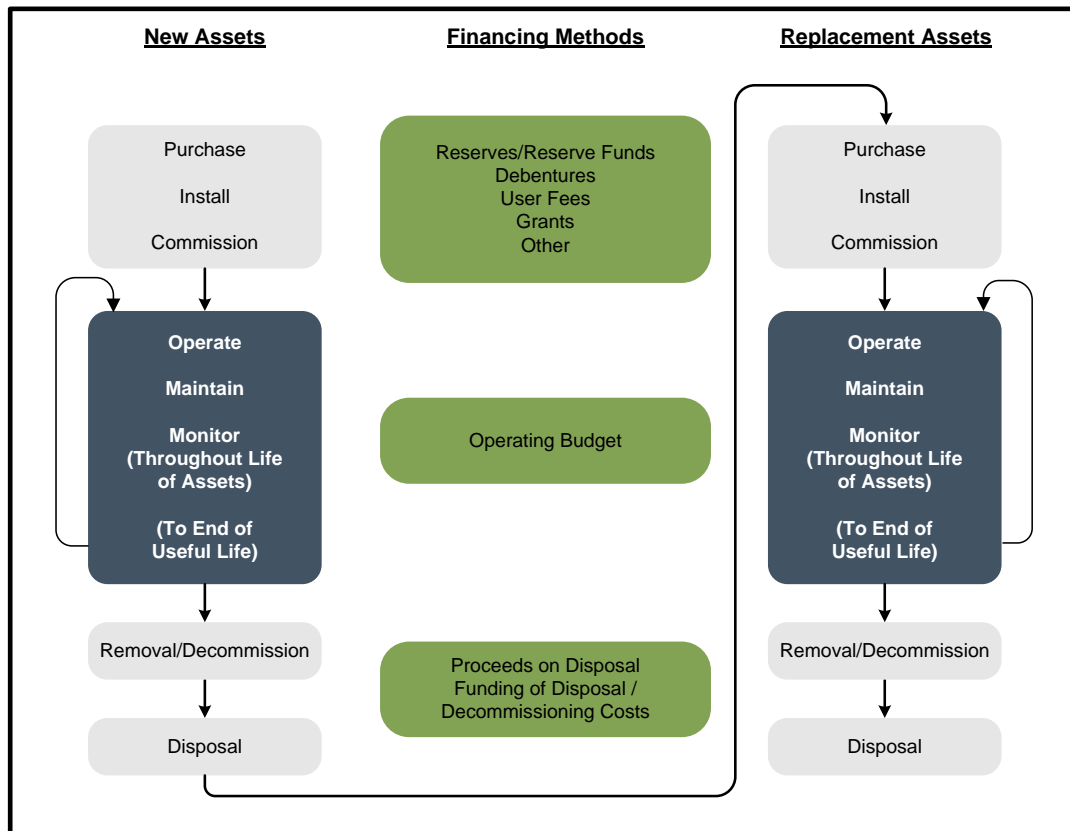 New Assets
Purchase
Install
Commission
Operate
Maintain
Monitor
(Throughout Life
of Assets)
(To End of
Useful Life)
Removal/Decommission
Disposal
Financing Methods
Reserves/Reserve Funds
Debentures
User Fees
Grants
Other
Operating Budget
Proceeds on Disposal
Funding of Disposal /
Decommissioning Costs
Replacement Assets
Purchase
Install
Commission
Operate
Maintain
Monitor
(Throughout Life
of Assets)
(To End of
Useful Life)
Removal/Decommission
Disposal